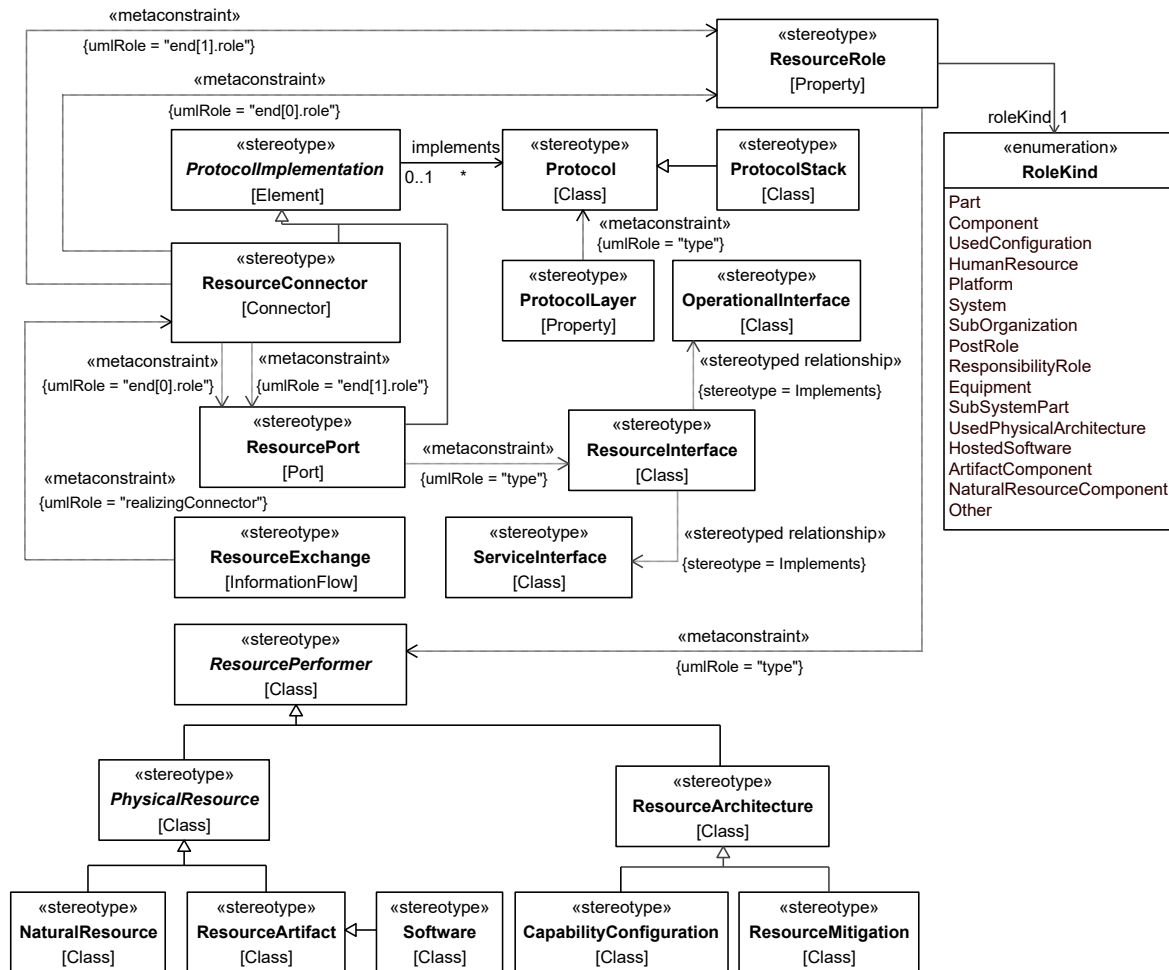 «metaconstraint»
{umlRole = "end[1].role"}
«stereotype»
ResourceRole
[Property]
«metaconstraint»
{umlRole = "end[0].role"}
roleKind 1
«stereotype»
ProtocolImplementation
[Element]
implements
0..1 *
«stereotype»
Protocol
[Class]
«stereotype»
ProtocolStack
[Class]
«enumeration»
RoleKind
Part
Component
UsedConfiguration
HumanResource
Platform
System
SubOrganization
PostRole
ResponsibilityRole
Equipment
SubSystemPart
UsedPhysicalArchitecture
HostedSoftware
ArtifactComponent
NaturalResourceComponent
Other
«metaconstraint»
{umlRole = "type"}
«stereotype»
ResourceConnector
[Connector]
«stereotype»
ProtocolLayer
[Property]
«stereotype»
OperationalInterface
[Class]
«metaconstraint»
{umlRole = "end[0].role"}
«metaconstraint»
{umlRole = "end[1].role"}
«stereotyped relationship»
{stereotype = Implements}
«stereotype»
ResourcePort
[Port]
«metaconstraint»
{umlRole = "type"}
«stereotype»
ResourceInterface
[Class]
«metaconstraint»
{umlRole = "realizingConnector"}
«stereotype»
ResourceExchange
[InformationFlow]
«stereotype»
ServiceInterface
[Class]
«stereotyped relationship»
{stereotype = Implements}
«stereotype»
ResourcePerformer
[Class]
«metaconstraint»
{umlRole = "type"}
«stereotype»
PhysicalResource
[Class]
«stereotype»
ResourceArchitecture
[Class]
«stereotype»
NaturalResource
[Class]
«stereotype»
ResourceArtifact
[Class]
«stereotype»
Software
[Class]
«stereotype»
CapabilityConfiguration
[Class]
«stereotype»
ResourceMitigation
[Class]